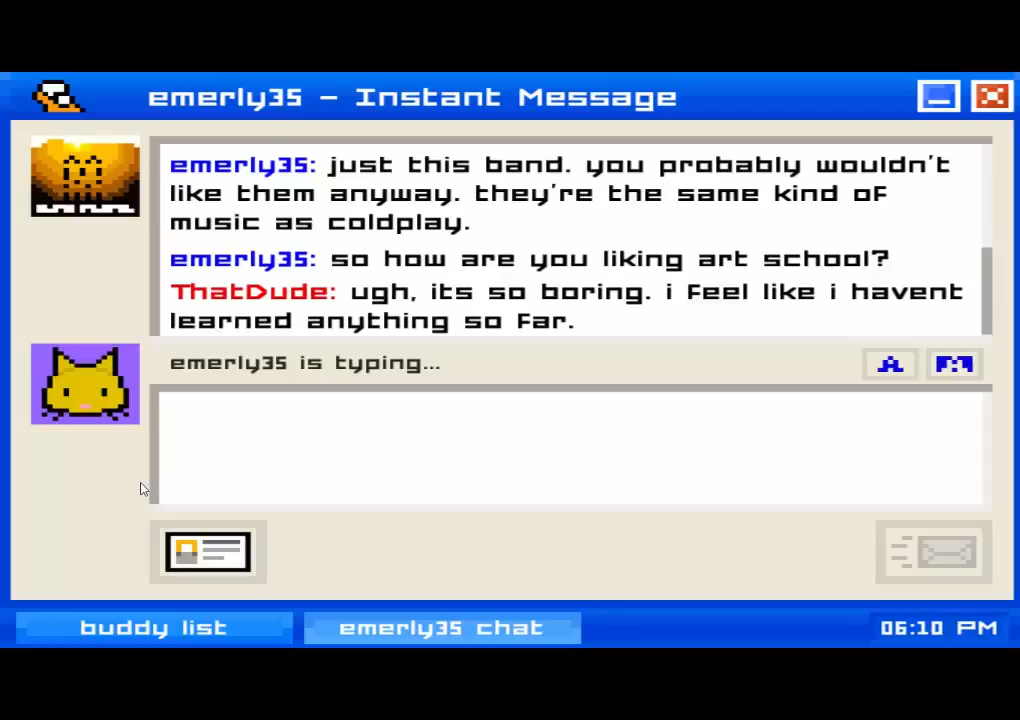 emerly35 - Instant Message
emerly35: just this band. you probably wouldn't
like them anyway. they're the same kind of
music as coldplay.
emerly35: so how are you liking art school?
ThatDude: ugh, its so boring. i feel like i havent
learned anything so far.
emerly35 is typing...
buddy list
emerly35 chat
06:10 PM